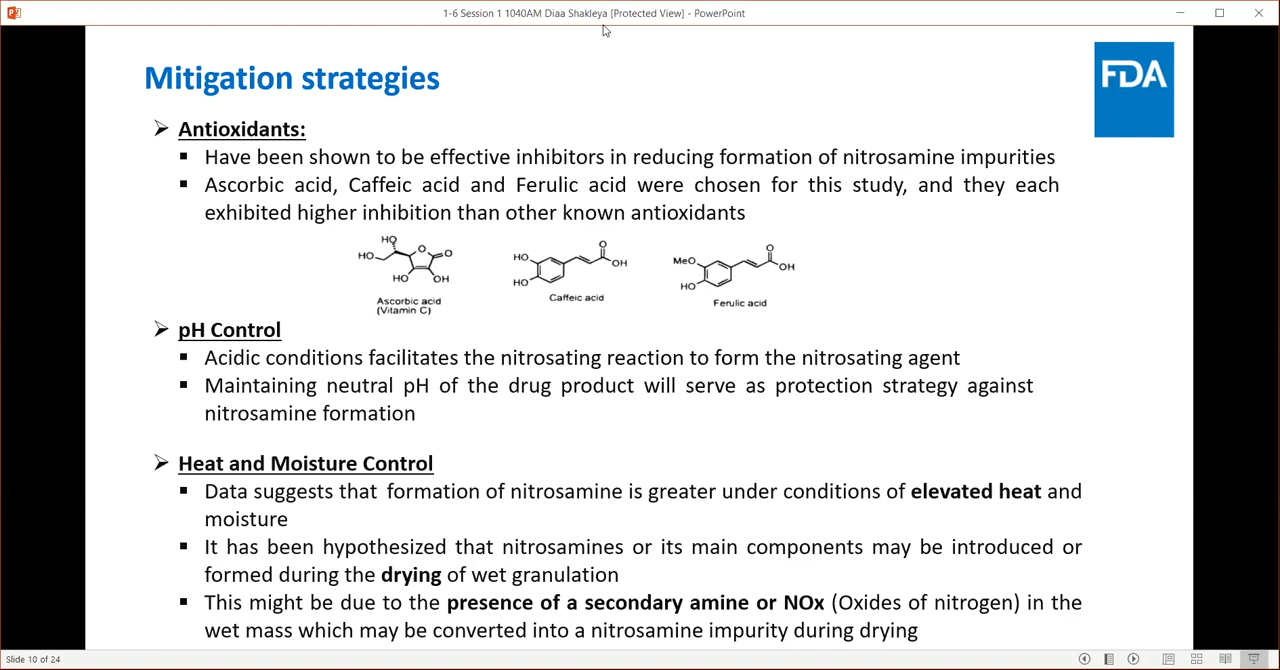 1-6 Session 1 1040AM Diaa Shakleya [Protected View] - PowerPoint
FDA
Mitigation strategies
Antioxidants:
Have been shown to be effective inhibitors in reducing formation of nitrosamine impurities
Ascorbic acid, Caffeic acid and Ferulic acid were chosen for this study, and they each
exhibited higher inhibition than other known antioxidants
HO
HO
O
O
HO
OH
Ascorbic acid
(Vitamin C)
HO
HO
O
OH
Caffeic acid
MeO
HO
O
OH
Ferulic acid
pH Control
Acidic conditions facilitates the nitrosating reaction to form the nitrosating agent
Maintaining neutral pH of the drug product will serve as protection strategy against
nitrosamine formation
Heat and Moisture Control
Data suggests that formation of nitrosamine is greater under conditions of elevated heat and
moisture
It has been hypothesized that nitrosamines or its main components may be introduced or
formed during the drying of wet granulation
This might be due to the presence of a secondary amine or NOx (Oxides of nitrogen) in the
wet mass which may be converted into a nitrosamine impurity during drying
Slide 10 of 24